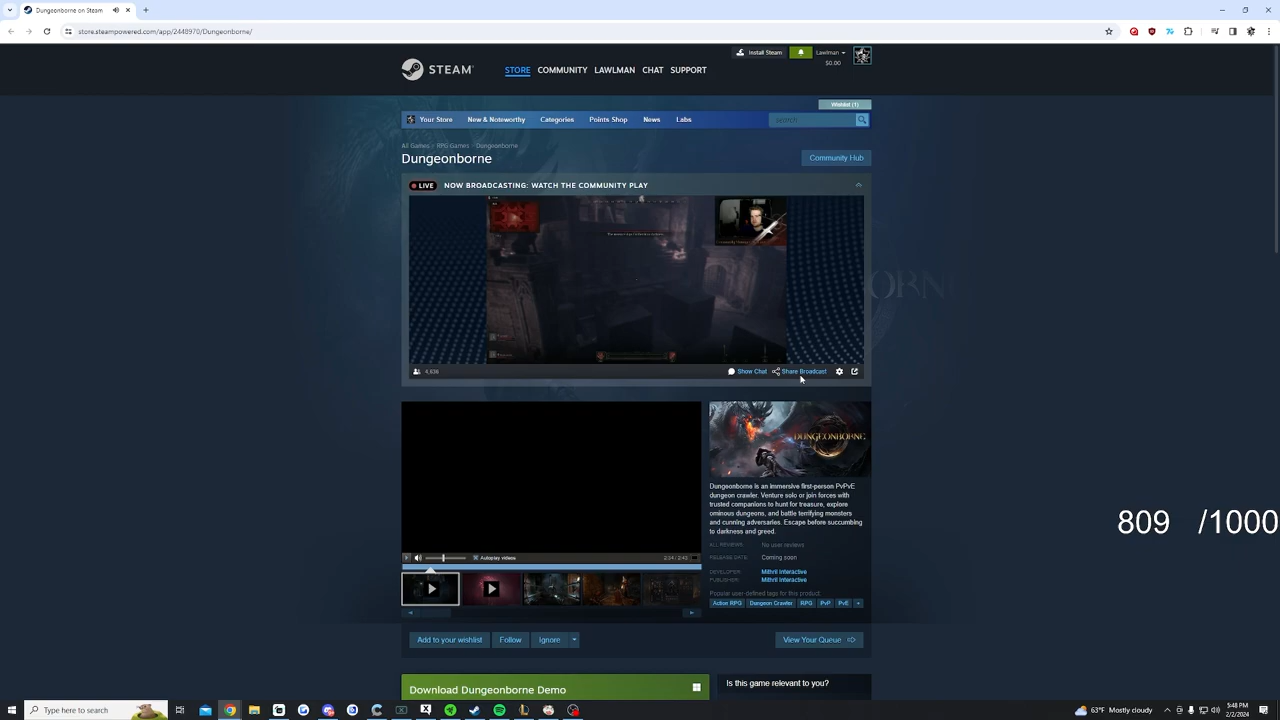 Dungeonborne on Steam
store.steampowered.com/app/2448970/Dungeonborne/
Install Steam
Lawlman
$0.00
STEAM
STORE COMMUNITY LAWLMAN CHAT SUPPORT
Wishlist (1)
Your Store New & Noteworthy Categories Points Shop News Labs search
All Games RPG Games Dungeonborne
Dungeonborne
Community Hub
LIVE NOW BROADCASTING: WATCH THE COMMUNITY PLAY
Show Chat Share Broadcast
DUNGEONBORNE
Dungeonborne is an immersive first-person PvPvE
dungeon crawler. Venture solo or join forces with
trusted companions to hunt for treasure, explore
ominous dungeons, and battle terrifying monsters
and cunning adversaries. Escape before succumbing
to darkness and greed.
ALL REVIEWS: No user reviews
RELEASE DATE: Coming soon
DEVELOPER: Mithril Interactive
PUBLISHER: Mithril Interactive
Popular user-defined tags for this product:
Action RPG Dungeon Crawler RPG PvP PvE +
809 /1000
Autoplay videos
Add to your wishlist Follow Ignore View Your Queue
Download Dungeonborne Demo
Is this game relevant to you?
Type here to search
63°F Mostly cloudy
5:48 PM
2/2/2024